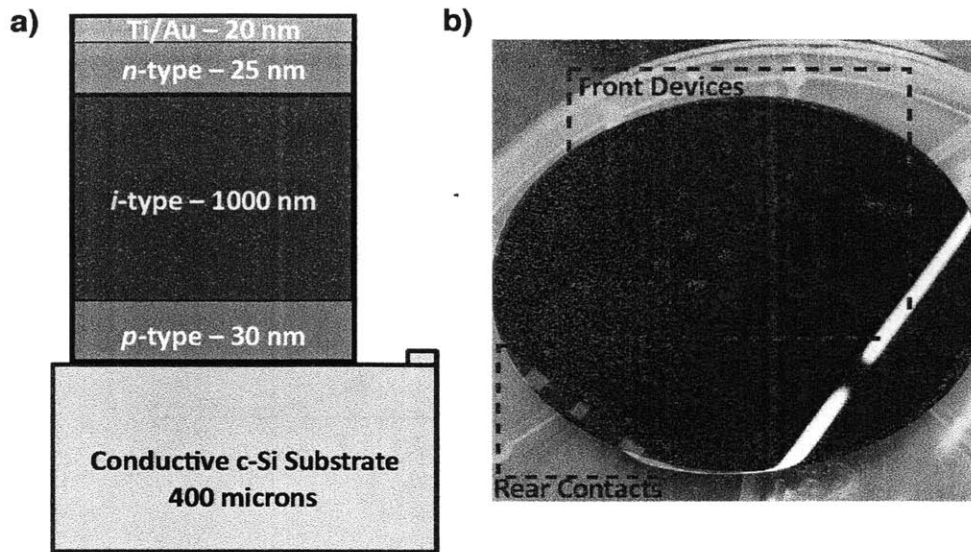 a)
Ti/Au – 20 nm
n-type – 25 nm
i-type – 1000 nm
p-type – 30 nm
Conductive c-Si Substrate
400 microns
b)
Front Devices
Rear Contacts